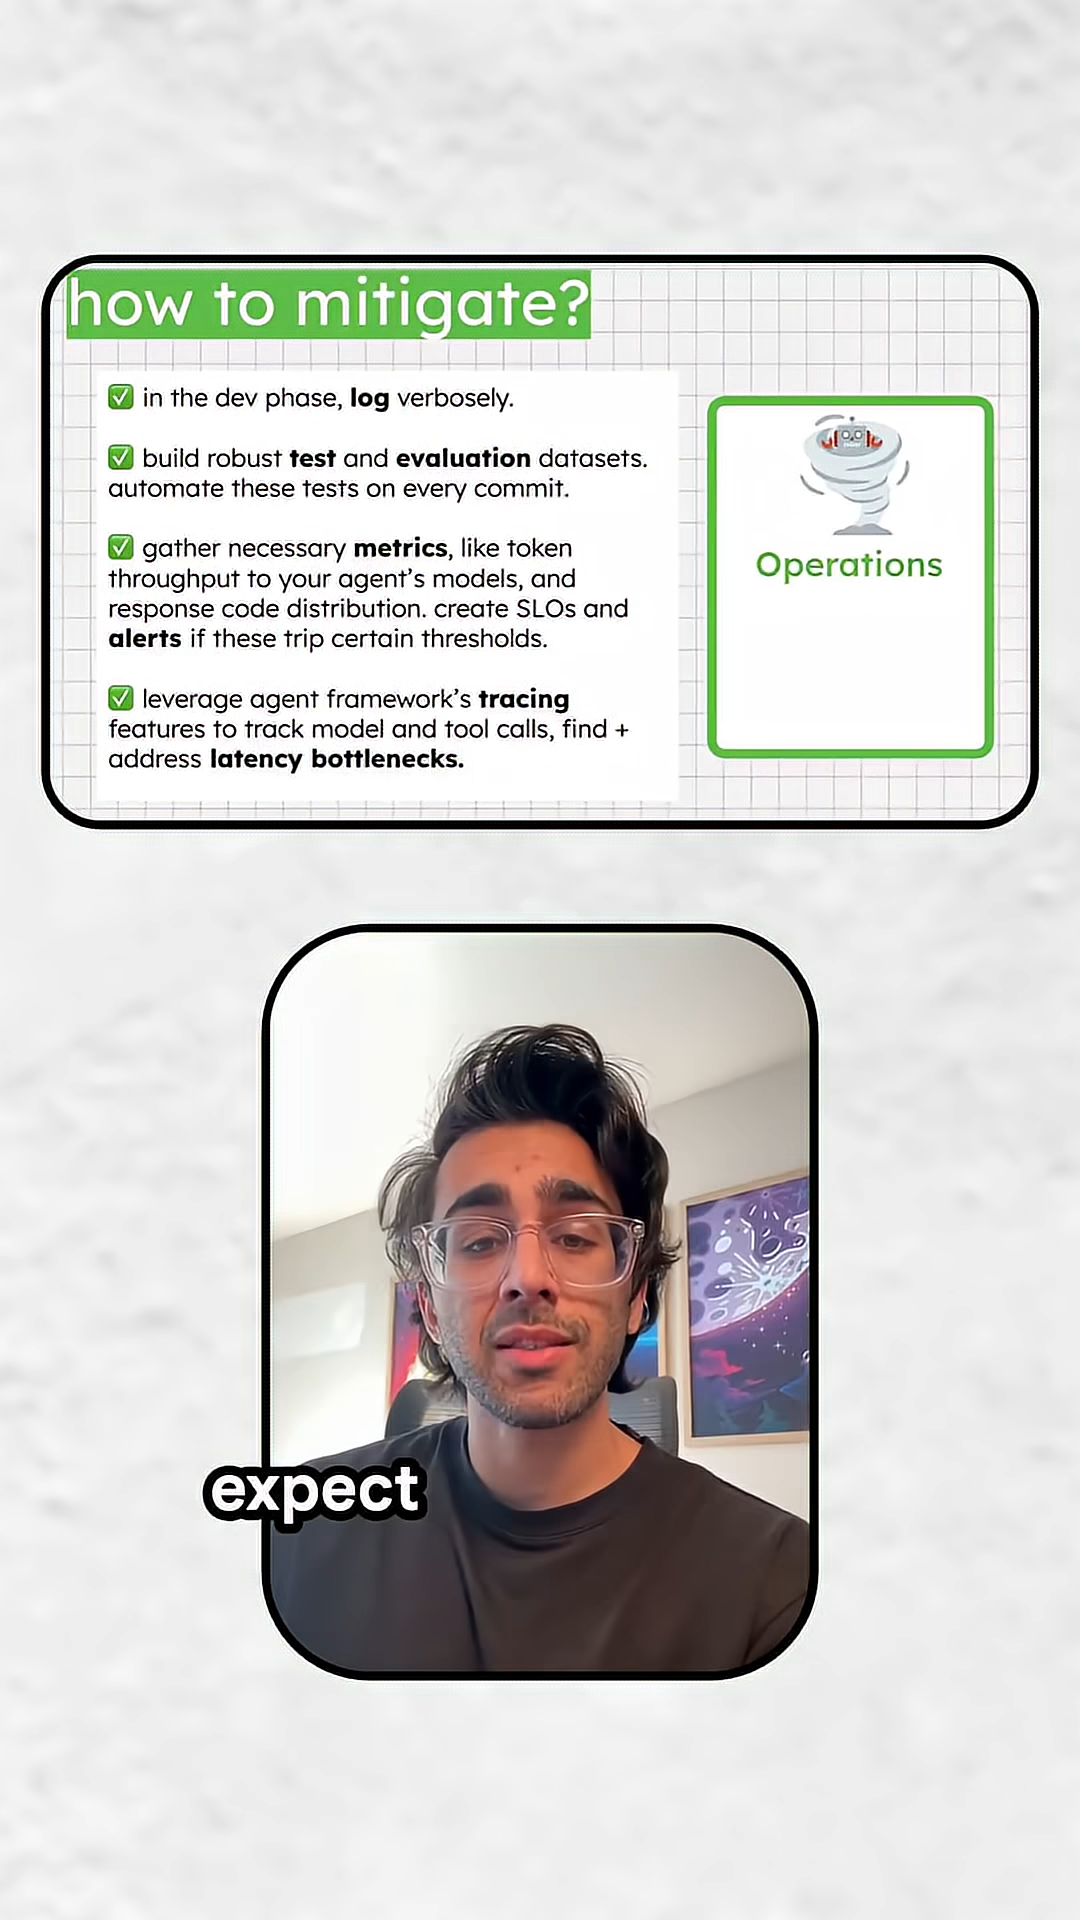 how to mitigate?
✅ in the dev phase, log verbosely.
✅ build robust test and evaluation datasets.
automate these tests on every commit.
✅ gather necessary metrics, like token
throughput to your agent's models, and
response code distribution. create SLOs and
alerts if these trip certain thresholds.
✅ leverage agent framework's tracing
features to track model and tool calls, find +
address latency bottlenecks.
Operations
expect